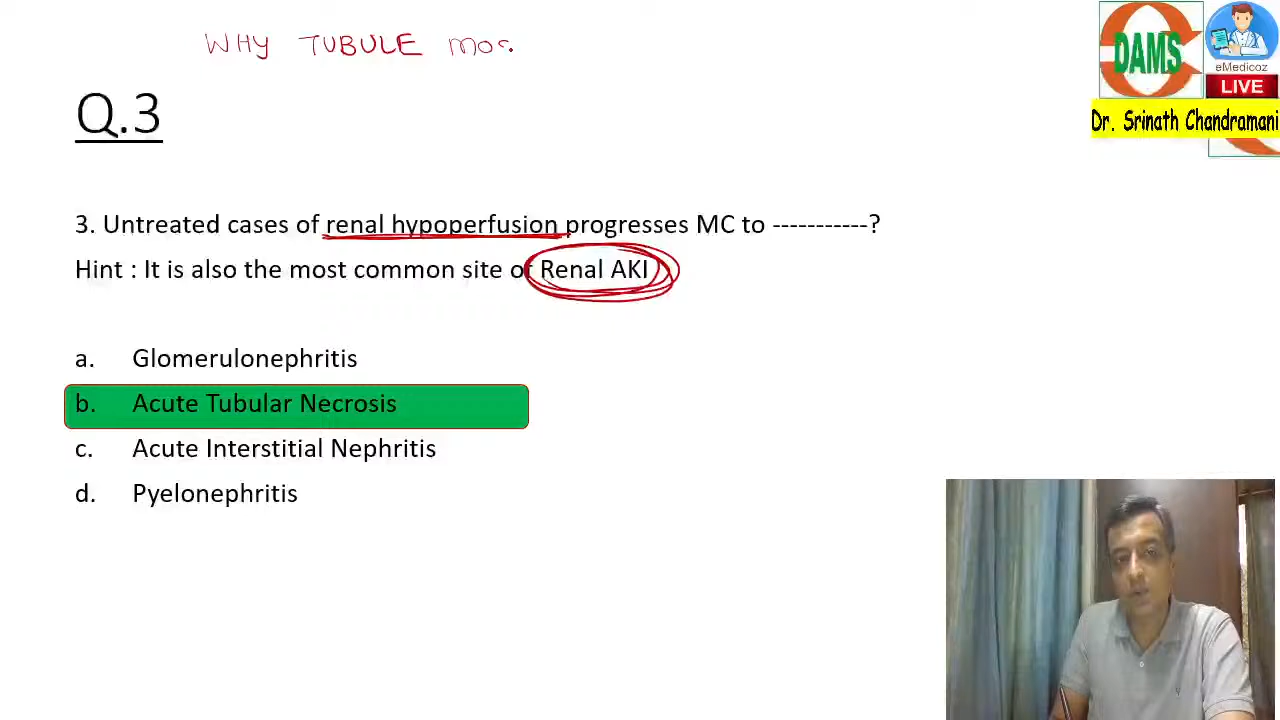 WHY TUBULE Mos
DAMS
eMedicoz
LIVE
Dr. Srinath Chandramani
Q.3
3. Untreated cases of renal hypoperfusion progresses MC to -----------?
Hint : It is also the most common site of Renal AKI
a. Glomerulonephritis
b. Acute Tubular Necrosis
c. Acute Interstitial Nephritis
d. Pyelonephritis